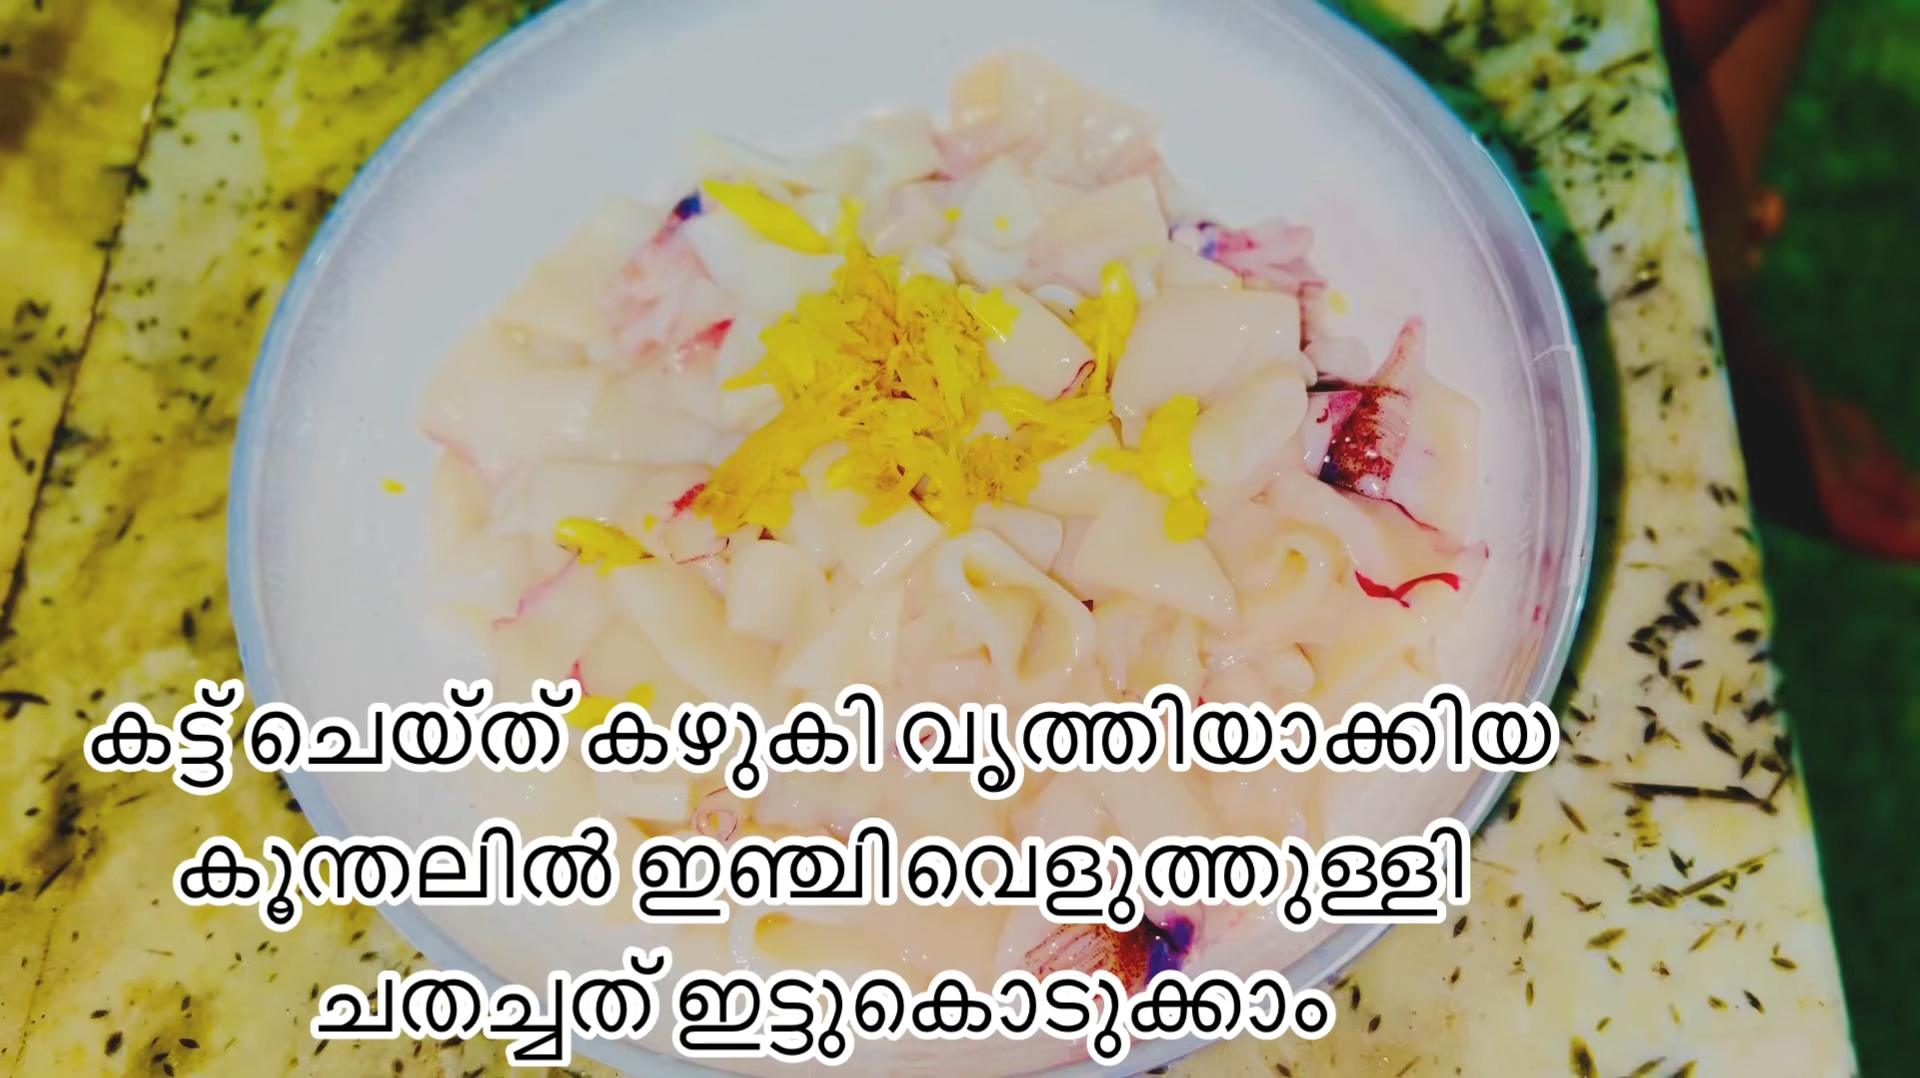 കട്ട് ചെയ്ത് കഴുകി വൃത്തിയാക്കിയ
കൂന്തലിൽ ഇഞ്ചി വെളുത്തുള്ളി
ചതച്ചത് ഇട്ടുകൊടുക്കാം